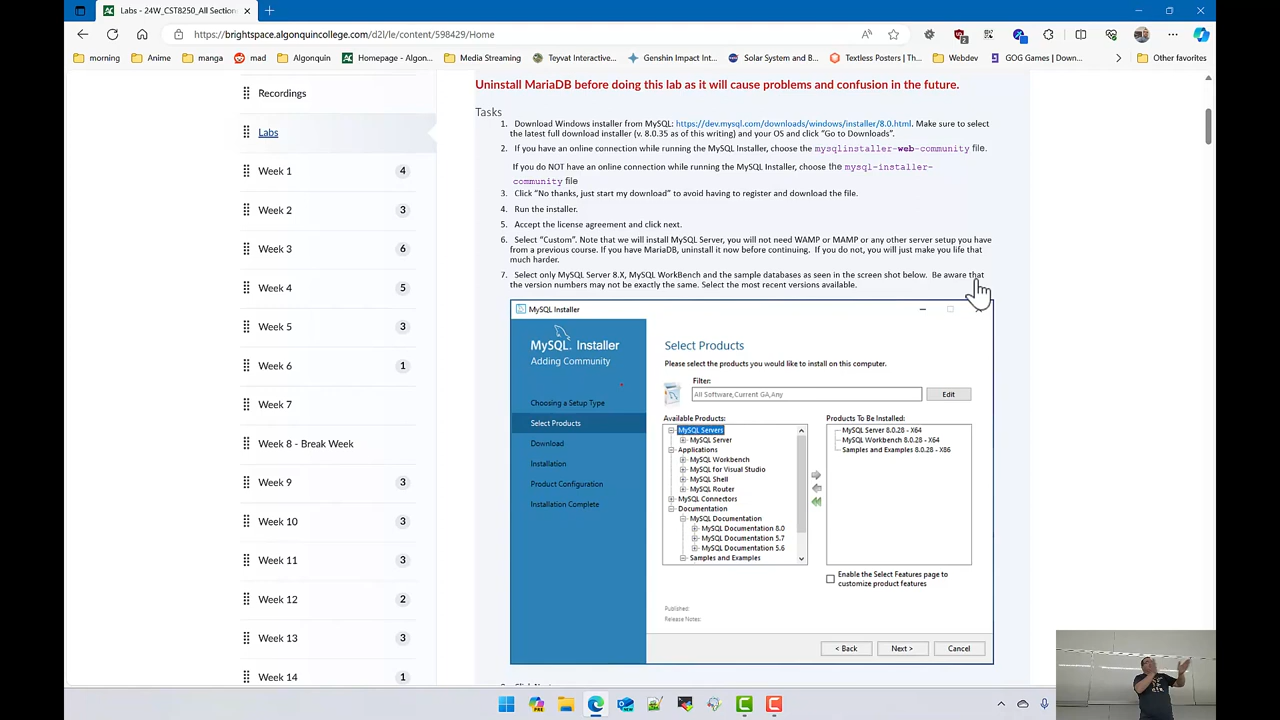 Labs - 24W_CST8250_All Section
https://brightspace.algonquincollege.com/d2l/le/content/598429/Home
morning
Anime
manga
Algonquin
Homepage - Algon...
Media Streaming
Teyvat Interactive...
Genshin Impact Int...
Solar System and B...
Textless Posters | T...
mad
Webdev
GOG Games | Down...
Other favorites
Recordings
Labs
Week 1
4
Week 2
3
Week 3
6
Week 4
5
Week 5
3
Week 6
1
Week 7
Week 8 - Break Week
Week 9
3
Week 10
3
Week 11
3
Week 12
2
Week 13
3
Week 14
1
Uninstall MariaDB before doing this lab as it will cause problems and confusion in the future.
Tasks
1. Download Windows installer from MySQL: https://dev.mysql.com/downloads/windows/installer/8.0.html. Make sure to select
the latest full download installer (v. 8.0.35 as of this writing) and your OS and click "Go to Downloads".
2. If you have an online connection while running the MySQL Installer, choose the mysqlinstaller-web-community file.
If you do NOT have an online connection while running the MySQL Installer, choose the mysql-installer-
community file
3. Click "No thanks, just start my download" to avoid having to register and download the file.
4. Run the installer.
5. Accept the license agreement and click next.
6. Select "Custom". Note that we will install MySQL Server, you will not need WAMP or MAMP or any other server setup you have
from a previous course. If you have MariaDB, uninstall it now before continuing. If you do not, you will just make you life that
much harder.
7. Select only MySQL Server 8.X, MySQL WorkBench and the sample databases as seen in the screen shot below. Be aware that
the version numbers may not be exactly the same. Select the most recent versions available.
MySQL Installer
MySQL. Installer
Adding Community
Choosing a Setup Type
Select Products
Download
Installation
Product Configuration
Installation Complete
Select Products
Please select the products you would like to install on this computer.
Filter:
All Software,Current GA,Any
Edit
Available Products:
MySQL Servers
MySQL Server
Applications
MySQL Workbench
MySQL for Visual Studio
MySQL Shell
MySQL Router
MySQL Connectors
Documentation
MySQL Documentation
MySQL Documentation 8.0
MySQL Documentation 5.7
MySQL Documentation 5.6
Samples and Examples
Products To Be Installed:
MySQL Server 8.0.28 - X64
MySQL Workbench 8.0.28 - X64
Samples and Examples 8.0.28 - X86
Enable the Select Features page to
customize product features
Published:
Release Notes:
< Back
Next >
Cancel